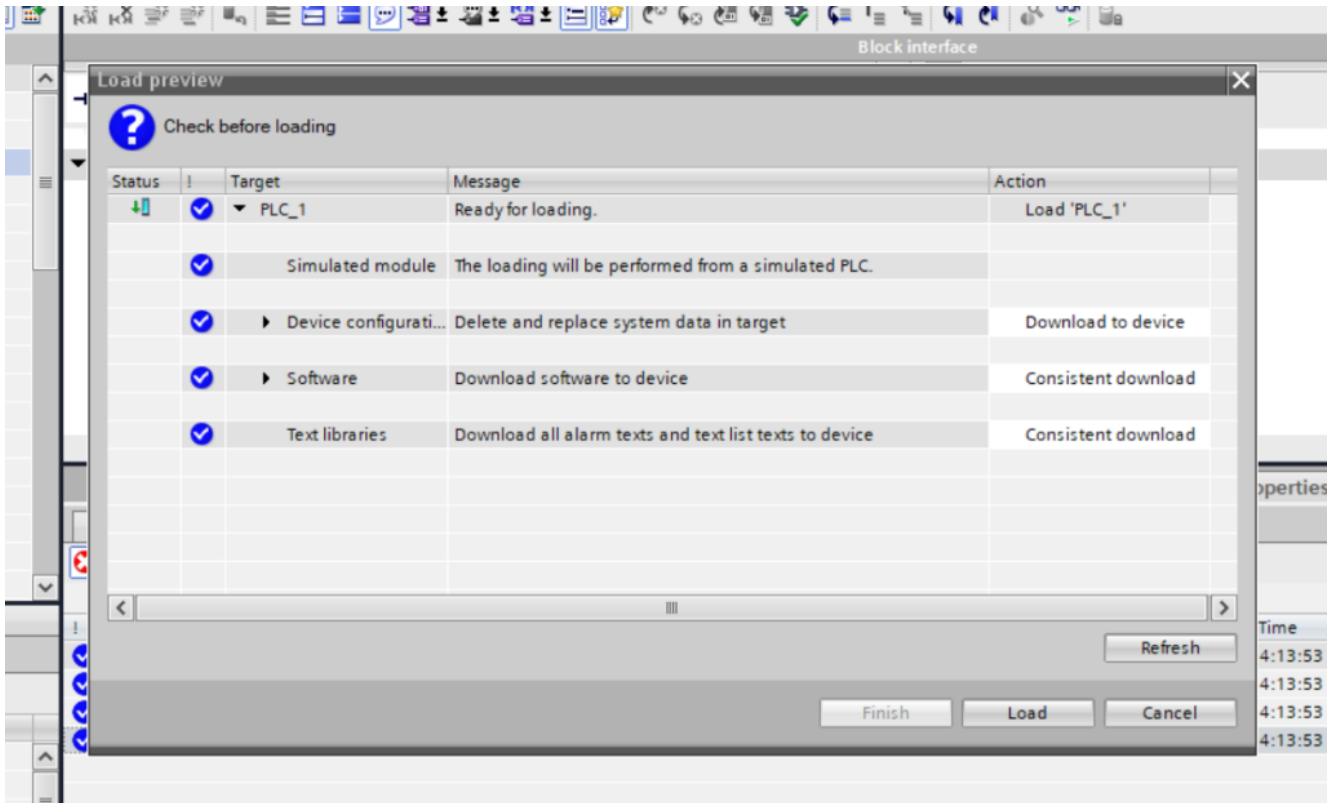 Block interface
Load preview
Check before loading
Status ! Target Message Action
PLC_1 Ready for loading. Load 'PLC_1'
Simulated module The loading will be performed from a simulated PLC.
Device configurati... Delete and replace system data in target Download to device
Software Download software to device Consistent download
Text libraries Download all alarm texts and text list texts to device Consistent download
operties
! Time
Refresh
4:13:53
4:13:53
Finish Load Cancel
4:13:53
4:13:53